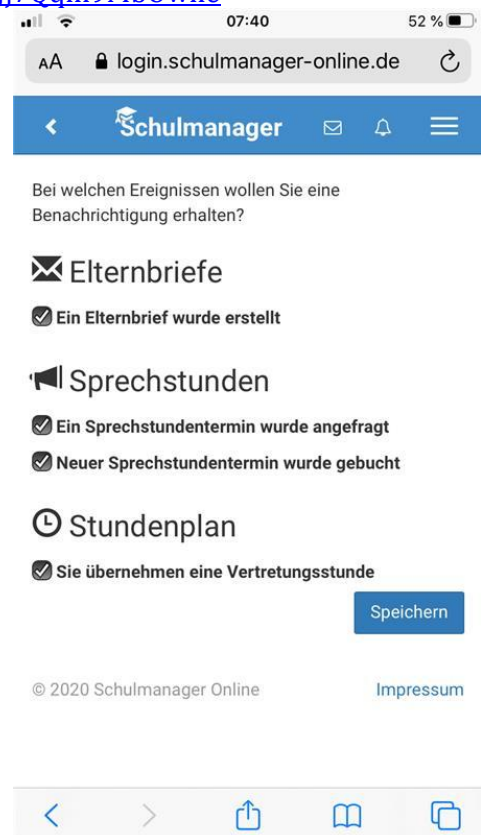 07:40
52 %
AA login.schulmanager-online.de
Schulmanager
Bei welchen Ereignissen wollen Sie eine
Benachrichtigung erhalten?
Elternbriefe
Ein Elternbrief wurde erstellt
Sprechstunden
Ein Sprechstundentermin wurde angefragt
Neuer Sprechstundentermin wurde gebucht
Stundenplan
Sie übernehmen eine Vertretungsstunde
Speichern
© 2020 Schulmanager Online
Impressum